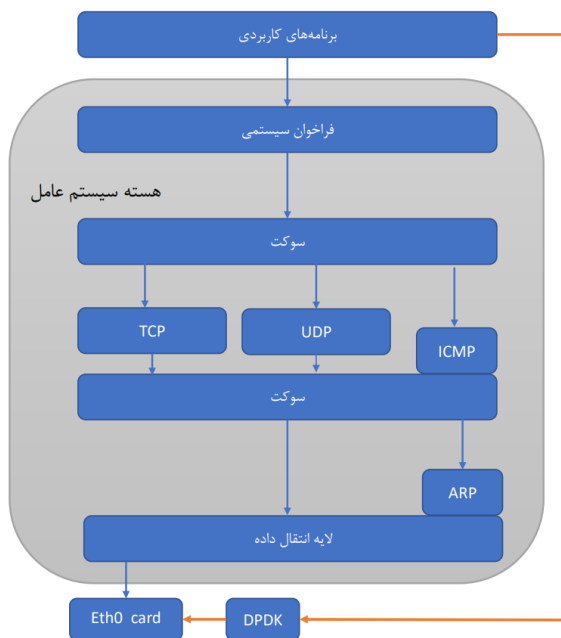 برنامه‌های کاربردی
فراخوان سیستمی
هسته سیستم عامل
سوکت
TCP
UDP
ICMP
سوکت
ARP
لایه انتقال داده
Eth0 card
DPDK